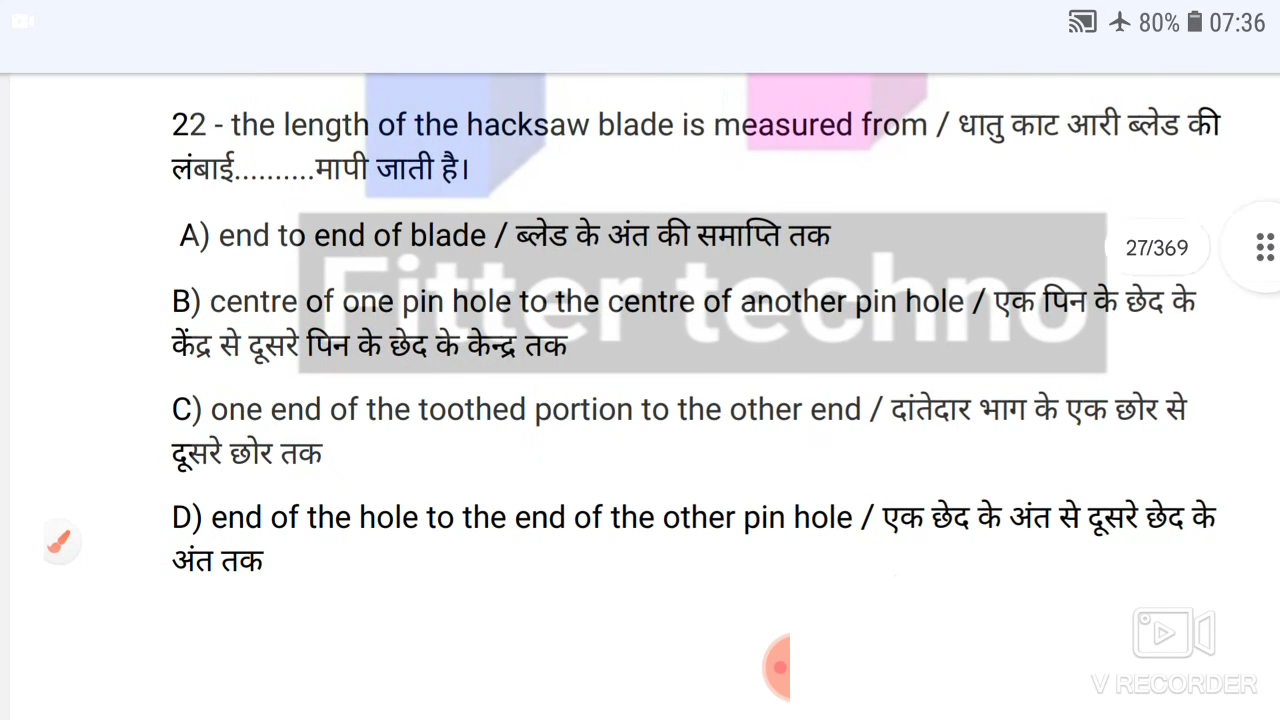 80% 07:36
22 - the length of the hacksaw blade is measured from / धातु काट आरी ब्लेड की
लंबाई..........मापी जाती है।
A) end to end of blade / ब्लेड के अंत की समाप्ति तक
27/369
B) centre of one pin hole to the centre of another pin hole / एक पिन के छेद के
केंद्र से दूसरे पिन के छेद के केन्द्र तक
Fitter techno
C) one end of the toothed portion to the other end / दांतेदार भाग के एक छोर से
दूसरे छोर तक
D) end of the hole to the end of the other pin hole / एक छेद के अंत से दूसरे छेद के
अंत तक
V RECORDER